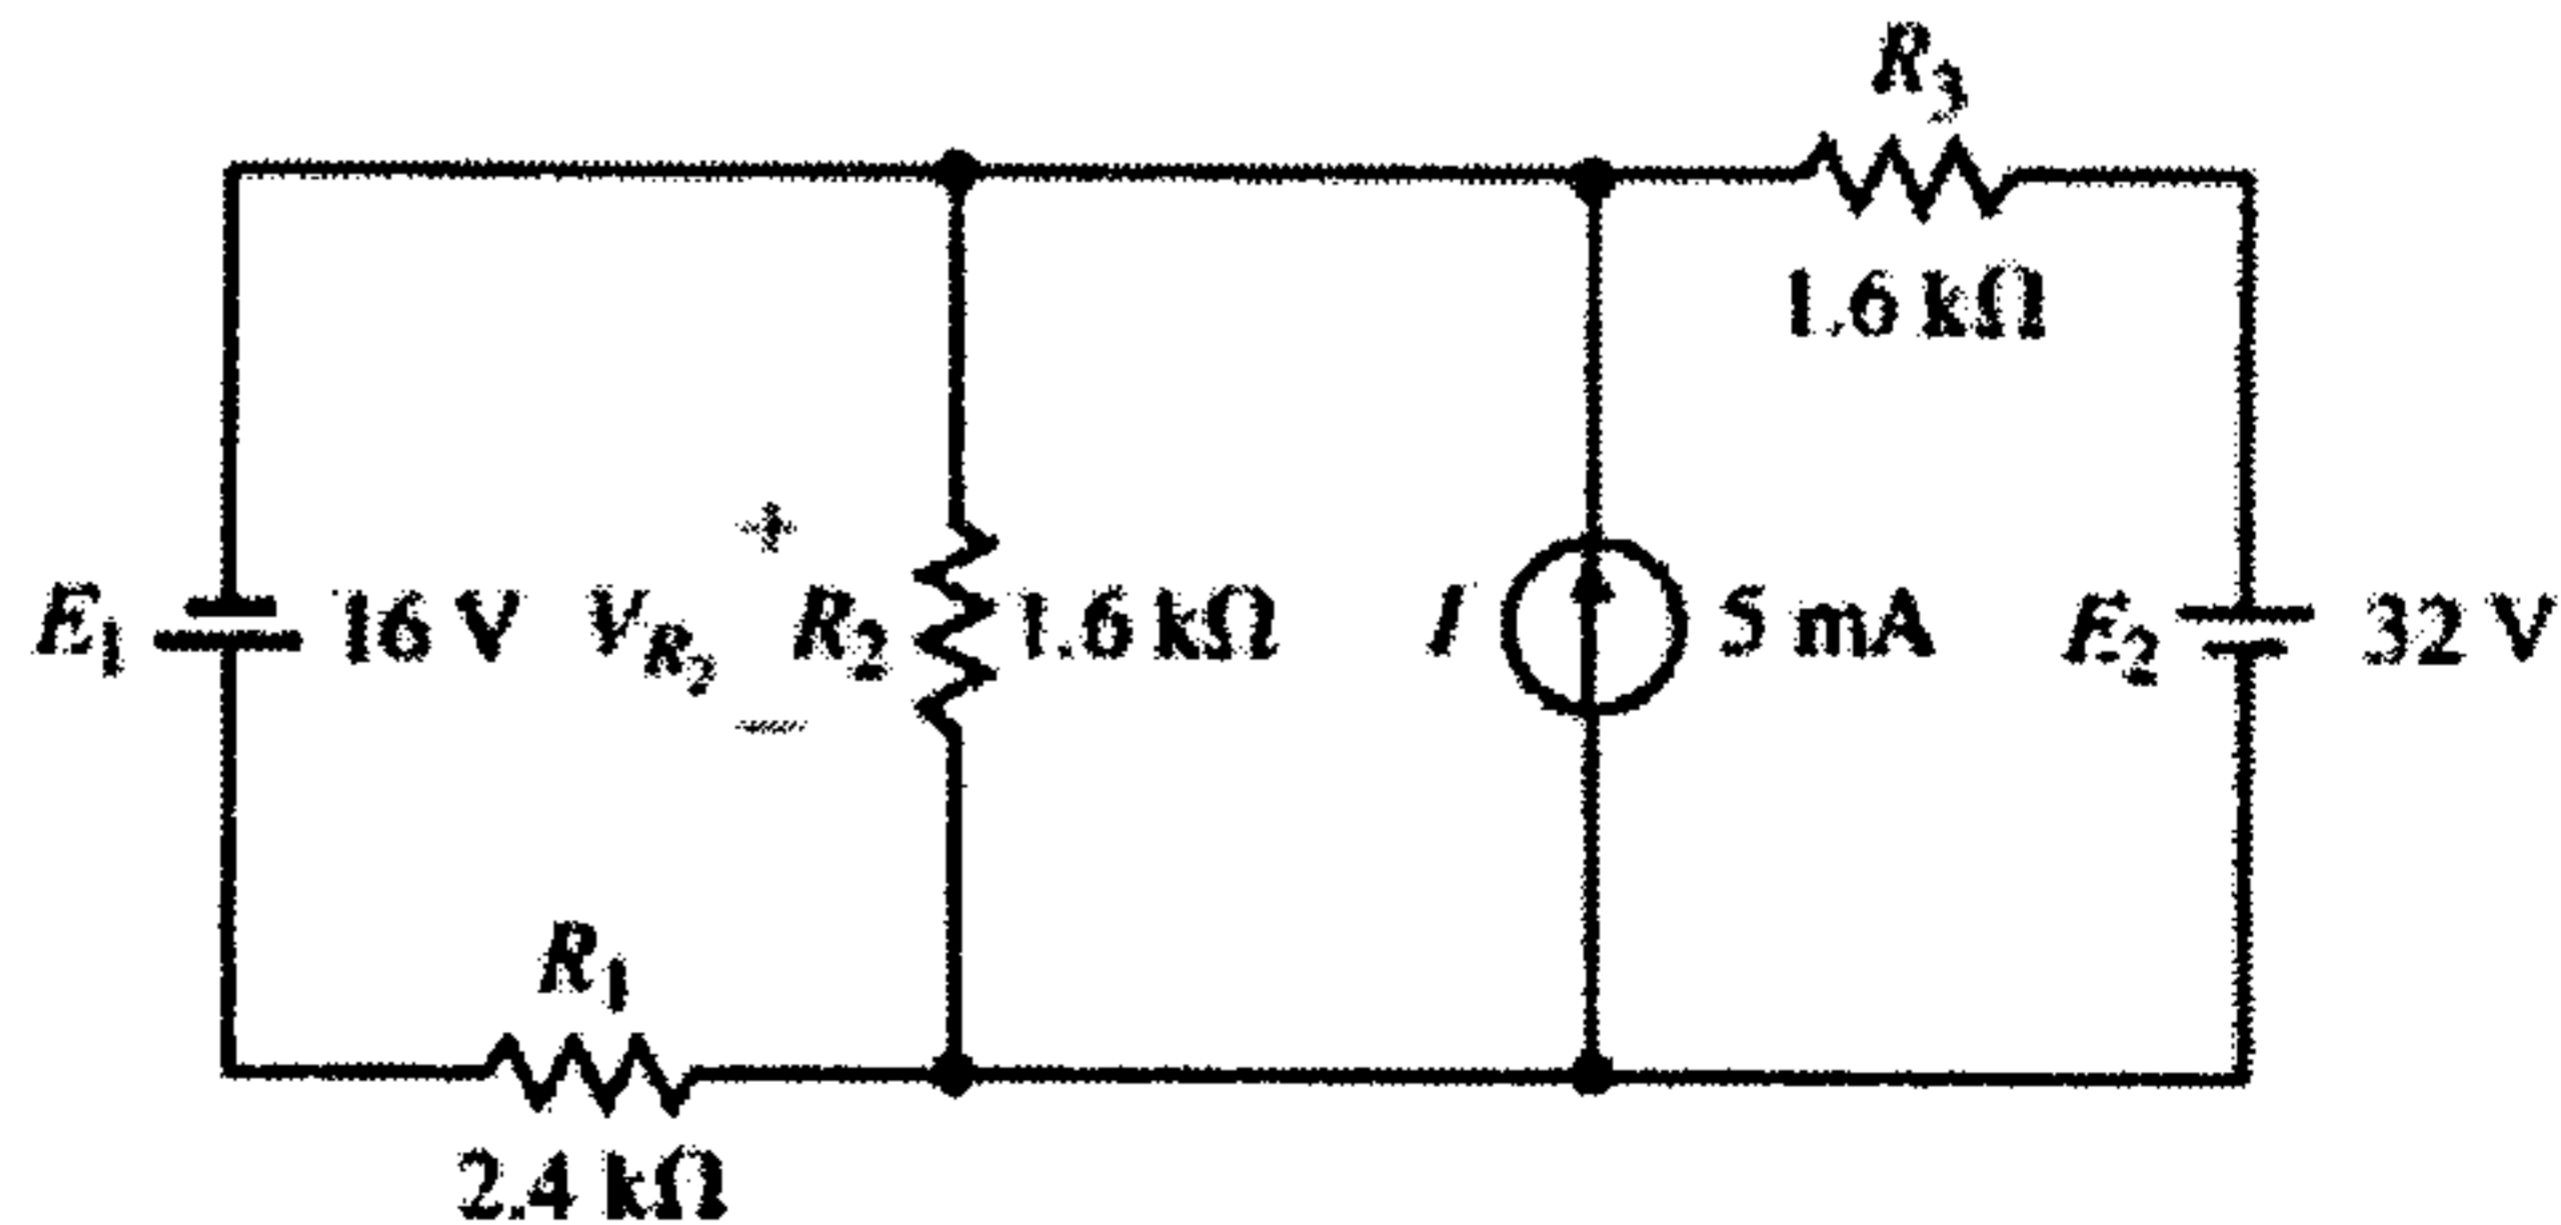 R3
1.6 kΩ
+
E1 16 V VR2 R2 1.6 kΩ I 5 mA E2 32 V
−
R1
2.4 kΩ